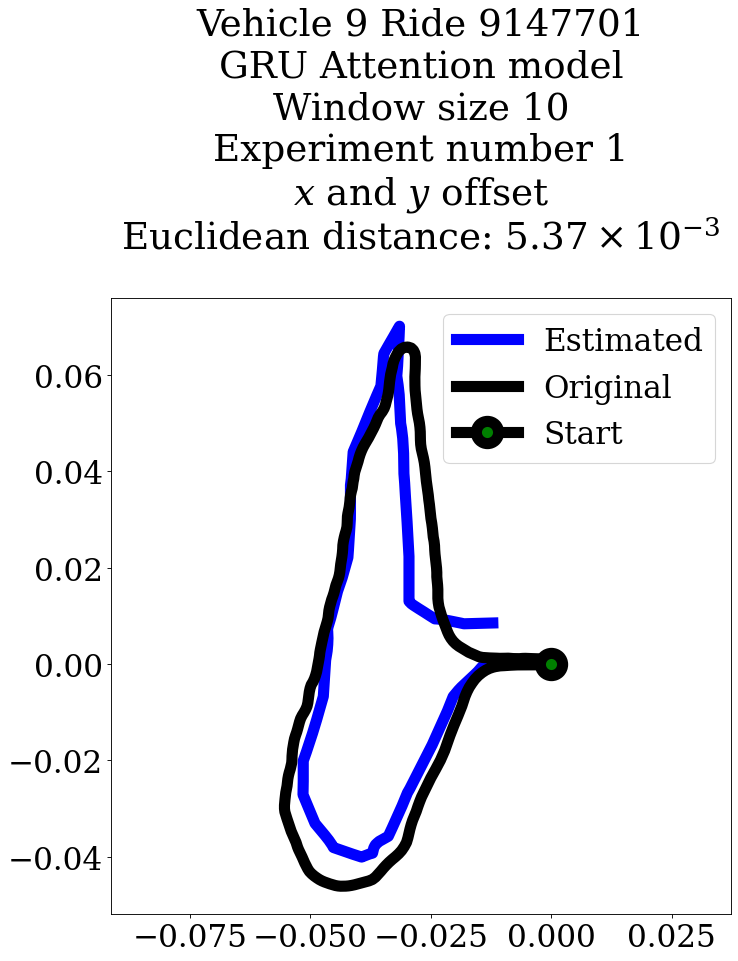 Vehicle 9 Ride 9147701
GRU Attention model
Window size 10
Experiment number 1
x and y offset
Euclidean distance: 5.37 × 10⁻³
Estimated
Original
Start
0.06
0.04
0.02
0.00
−0.02
−0.04
−0.075 −0.050 −0.025 0.000 0.025